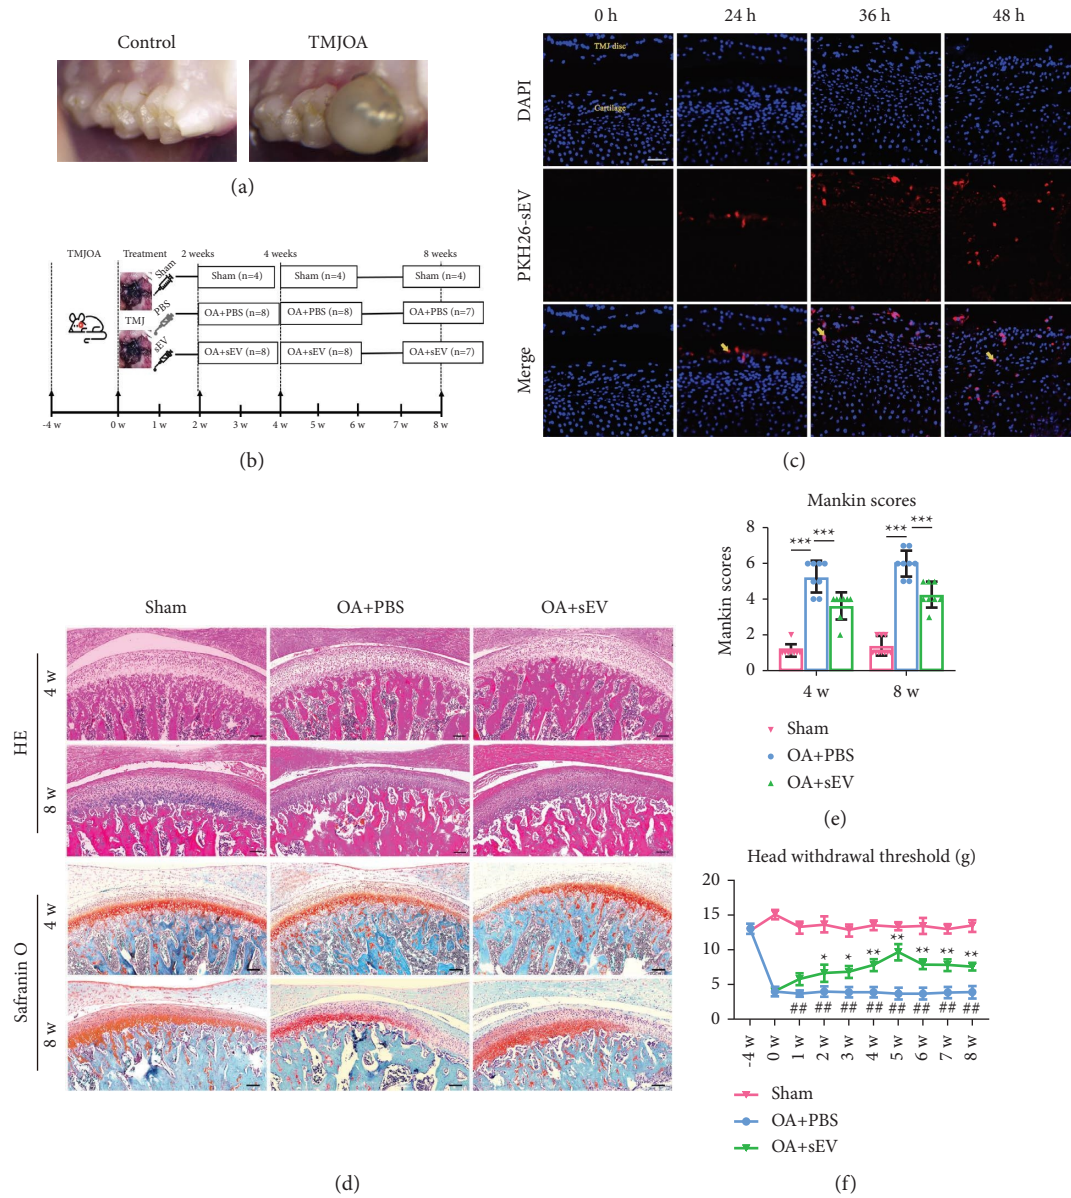 Control
TMJOA
(a)
TMJOA
Treatment
2 weeks
4 weeks
8 weeks
Sham
Sham (n=4)
Sham (n=4)
Sham (n=4)
PBS
OA+PBS (n=8)
OA+PBS (n=8)
OA+PBS (n=7)
TMJ
sEV
OA+sEV (n=8)
OA+sEV (n=8)
OA+sEV (n=7)
-4 w
0 w
1 w
2 w
3 w
4 w
5 w
6 w
7 w
8 w
(b)
0 h
24 h
36 h
48 h
DAPI
TMJ disc
Cartilage
PKH26-sEV
Merge
(c)
Sham
OA+PBS
OA+sEV
HE
4 w
8 w
Safranin O
4 w
8 w
(d)
Mankin scores
Mankin scores
8
6
4
2
0
*** ***
*** ***
4 w
8 w
Sham
OA+PBS
OA+sEV
(e)
Head withdrawal threshold (g)
20
15
10
5
0
* * ** ** ** ** **
## ## ## ## ## ## ## ##
-4 w
0 w
1 w
2 w
3 w
4 w
5 w
6 w
7 w
8 w
Sham
OA+PBS
OA+sEV
(f)